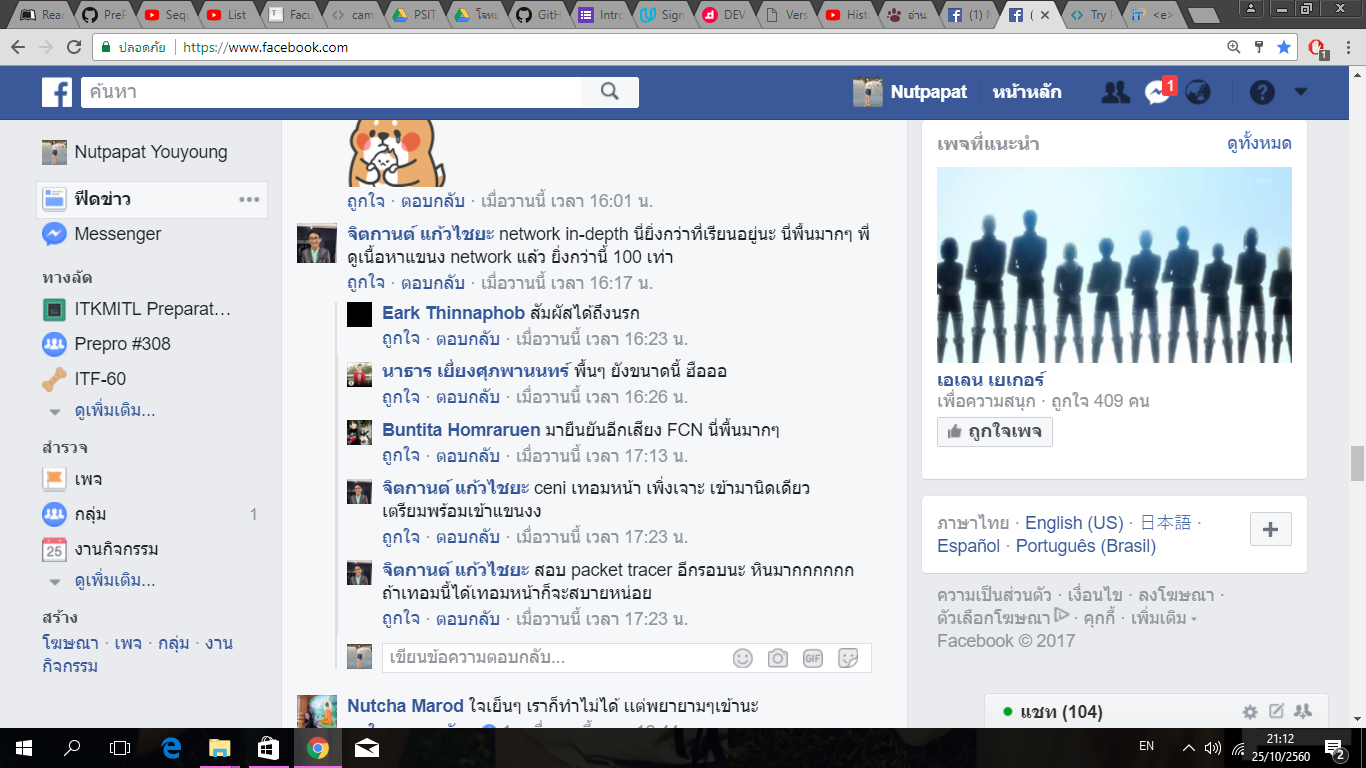 Reac
PreP
Sequ
List
Facu
cam
PSIT
โจทย
GitH
Intro
Sign
DEV
Vers
Hist
อ่าน
(1) N
(
Try
<e>
ปลอดภัย
https://www.facebook.com
1
ค้นหา
Nutpapat
หน้าหลัก
1
Nutpapat Youyoung
ฟีดข่าว
Messenger
ทางลัด
ITKMITL Preparat...
Prepro #308
ITF-60
ดูเพิ่มเติม...
สำรวจ
เพจ
กลุ่ม
1
25
งานกิจกรรม
ดูเพิ่มเติม...
สร้าง
โฆษณา · เพจ · กลุ่ม · งาน
กิจกรรม
ถูกใจ · ตอบกลับ · เมื่อวานนี้ เวลา 16:01 น.
จิตกานต์ แก้วไชยะ network in-depth นี่ยิ่งกว่าที่เรียนอยู่นะ นี่พื้นมากๆ พี่
ดูเนื้อหาแขนง network แล้ว ยิ่งกว่านี้ 100 เท่า
ถูกใจ · ตอบกลับ · เมื่อวานนี้ เวลา 16:17 น.
Eark Thinnaphob สัมผัสได้ถึงนรก
ถูกใจ · ตอบกลับ · เมื่อวานนี้ เวลา 16:23 น.
นาธาร เยี่ยงศุภพานนทร์ พื้นๆ ยังขนาดนี้ ฮือออ
ถูกใจ · ตอบกลับ · เมื่อวานนี้ เวลา 16:26 น.
Buntita Homraruen มายืนยันอีกเสียง FCN นี่พื้นมากๆ
ถูกใจ · ตอบกลับ · เมื่อวานนี้ เวลา 17:13 น.
จิตกานต์ แก้วไชยะ ceni เทอมหน้า เพิ่งเจาะ เข้ามานิดเดียว
เตรียมพร้อมเข้าแขนงง
ถูกใจ · ตอบกลับ · เมื่อวานนี้ เวลา 17:23 น.
จิตกานต์ แก้วไชยะ สอบ packet tracer อีกรอบนะ หินมากกกกกก
ถ้าเทอมนี้ได้เทอมหน้าก็จะสบายหน่อย
ถูกใจ · ตอบกลับ · เมื่อวานนี้ เวลา 17:23 น.
เขียนข้อความตอบกลับ...
GIF
Nutcha Marod ใจเย็นๆ เราก็ทำไม่ได้ แต่พยายามๆเข้านะ
เพจที่แนะนำ
ดูทั้งหมด
เอเลน เยเกอร์
เพื่อความสนุก · ถูกใจ 409 คน
ถูกใจเพจ
ภาษาไทย · English (US) · 日本語 ·
Español · Português (Brasil)
ความเป็นส่วนตัว · เงื่อนไข · ลงโฆษณา ·
ตัวเลือกโฆษณา · คุกกี้ · เพิ่มเติม
Facebook © 2017
แชท (104)
EN
21:12
25/10/2560
2